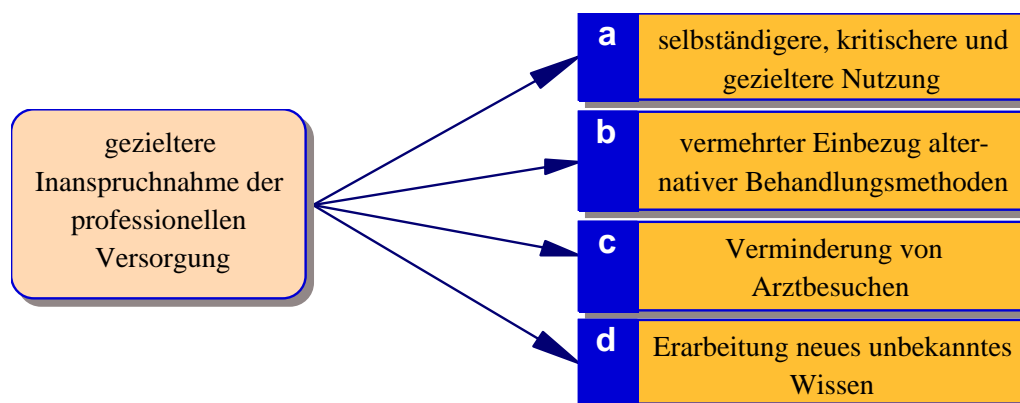 gezieltere
Inanspruchnahme der
professionellen
Versorgung
a
selbständigere, kritischere und
gezieltere Nutzung
b
vermehrter Einbezug alter-
nativer Behandlungsmethoden
c
Verminderung von
Arztbesuchen
d
Erarbeitung neues unbekanntes
Wissen